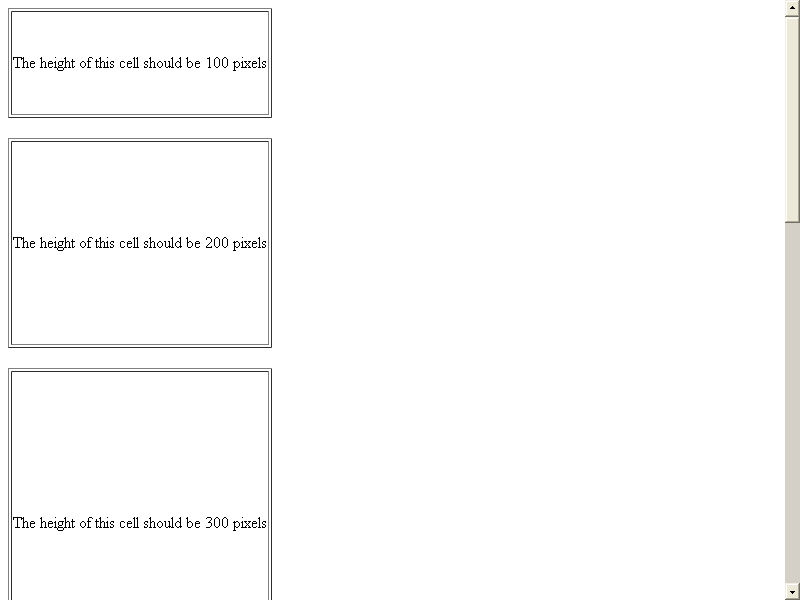 The height of this cell should be 100 pixels
The height of this cell should be 200 pixels
The height of this cell should be 300 pixels